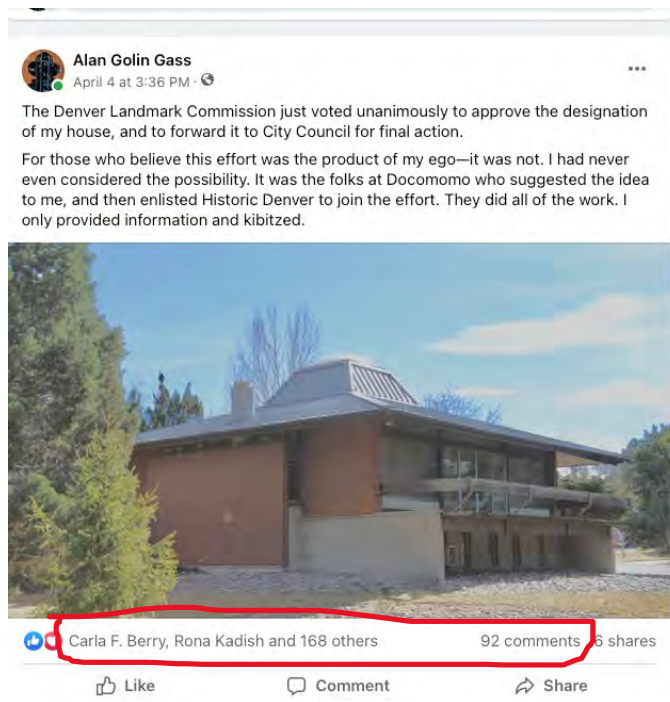 Alan Golin Gass
April 4 at 3:36 PM ·
The Denver Landmark Commission just voted unanimously to approve the designation
of my house, and to forward it to City Council for final action.
For those who believe this effort was the product of my ego—it was not. I had never
even considered the possibility. It was the folks at Docomomo who suggested the idea
to me, and then enlisted Historic Denver to join the effort. They did all of the work. I
only provided information and kibitzed.
Carla F. Berry, Rona Kadish and 168 others 92 comments 6 shares
Like Comment Share